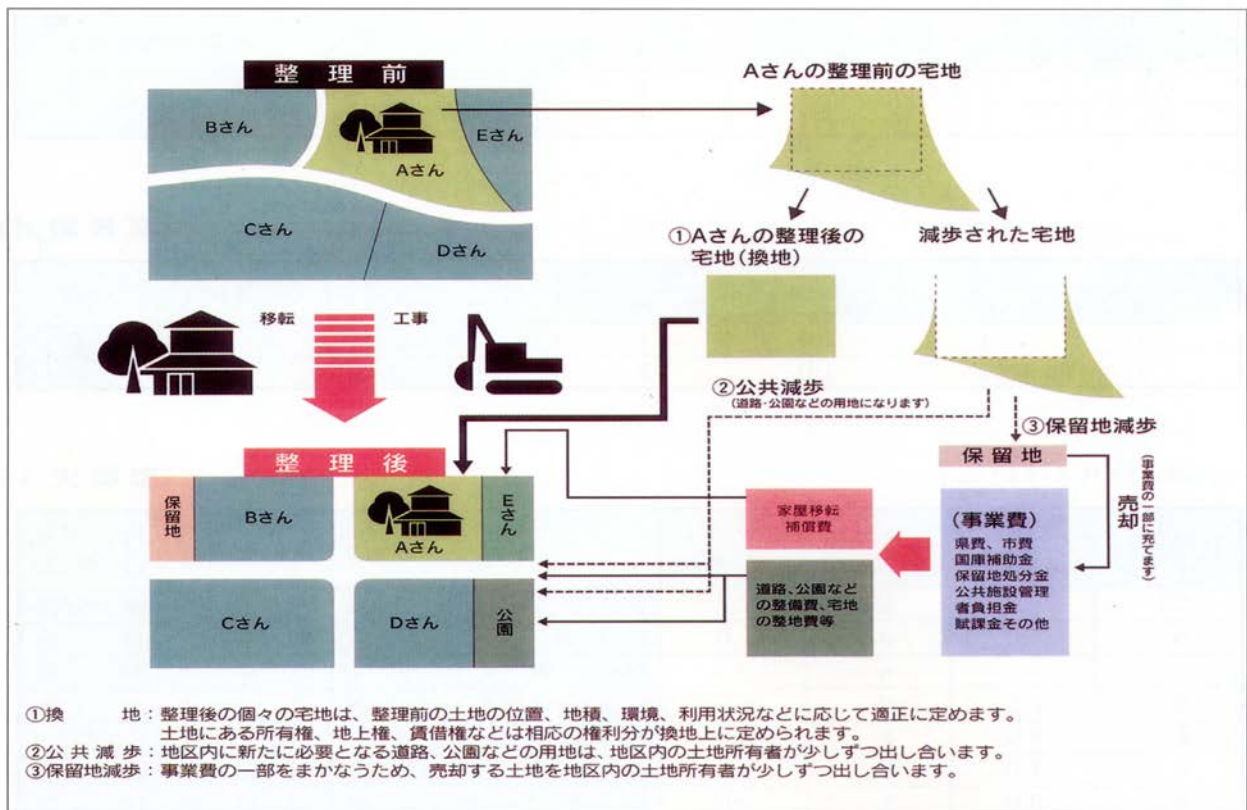 整理前
Bさん
Aさん
Eさん
Cさん
Dさん
Aさんの整理前の宅地
①Aさんの整理後の
宅地(換地)
減歩された宅地
移転
工事
②公共減歩
(道路・公園などの用地になります)
③保留地減歩
保留地
売却
(事業費の一部に充てます)
整理後
保留地
Bさん
Aさん
Eさん
Cさん
Dさん
公園
家屋移転
補償費
道路、公園など
の整備費、宅地
の整地費等
(事業費)
県費、市費
国庫補助金
保留地処分金
公共施設管理
者負担金
賦課金その他
①換　　地：整理後の個々の宅地は、整理前の土地の位置、地積、環境、利用状況などに応じて適正に定めます。
土地にある所有権、地上権、賃借権などは相応の権利分が換地上に定められます。
②公共減歩：地区内に新たに必要となる道路、公園などの用地は、地区内の土地所有者が少しずつ出し合います。
③保留地減歩：事業費の一部をまかなうため、売却する土地を地区内の土地所有者が少しずつ出し合います。